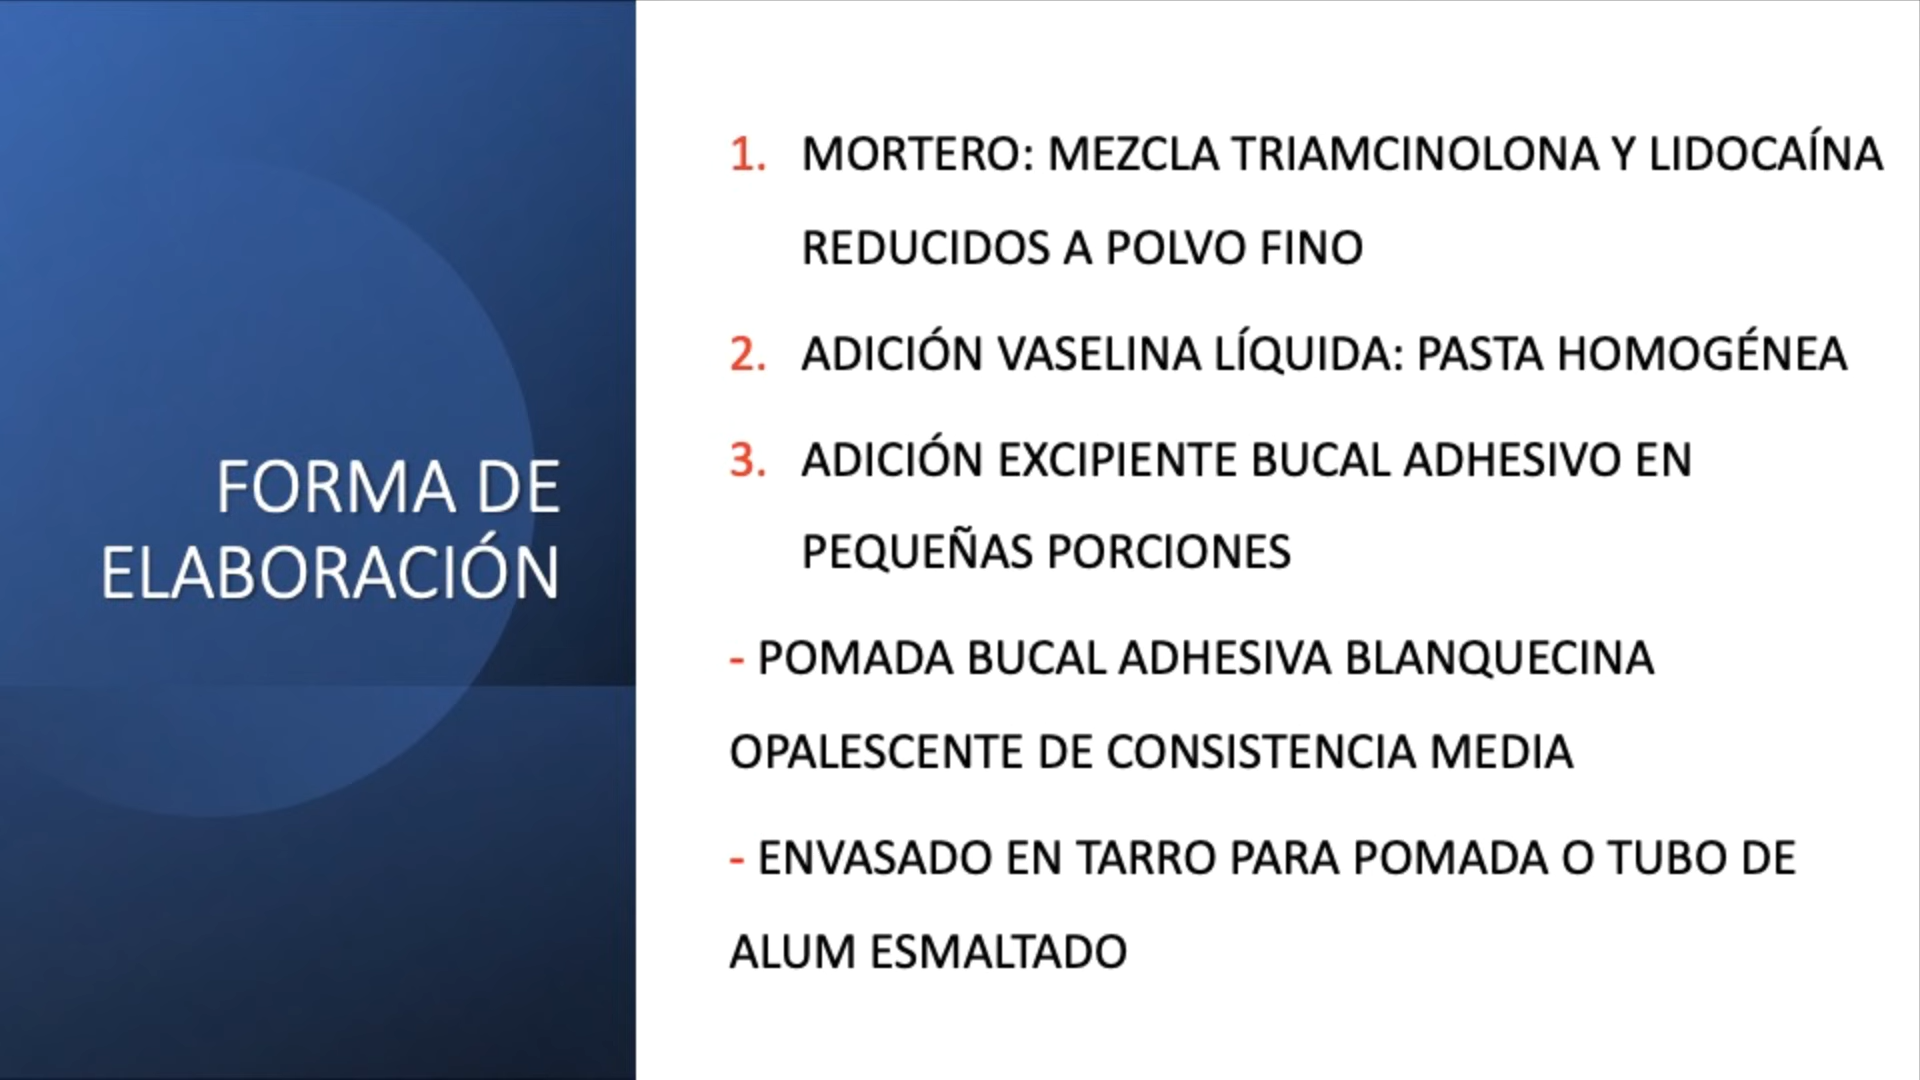 FORMA DE
ELABORACIÓN
1. MORTERO: MEZCLA TRIAMCINOLONA Y LIDOCAÍNA
REDUCIDOS A POLVO FINO
2. ADICIÓN VASELINA LÍQUIDA: PASTA HOMOGÉNEA
3. ADICIÓN EXCIPIENTE BUCAL ADHESIVO EN
PEQUEÑAS PORCIONES
- POMADA BUCAL ADHESIVA BLANQUECINA
OPALESCENTE DE CONSISTENCIA MEDIA
- ENVASADO EN TARRO PARA POMADA O TUBO DE
ALUM ESMALTADO